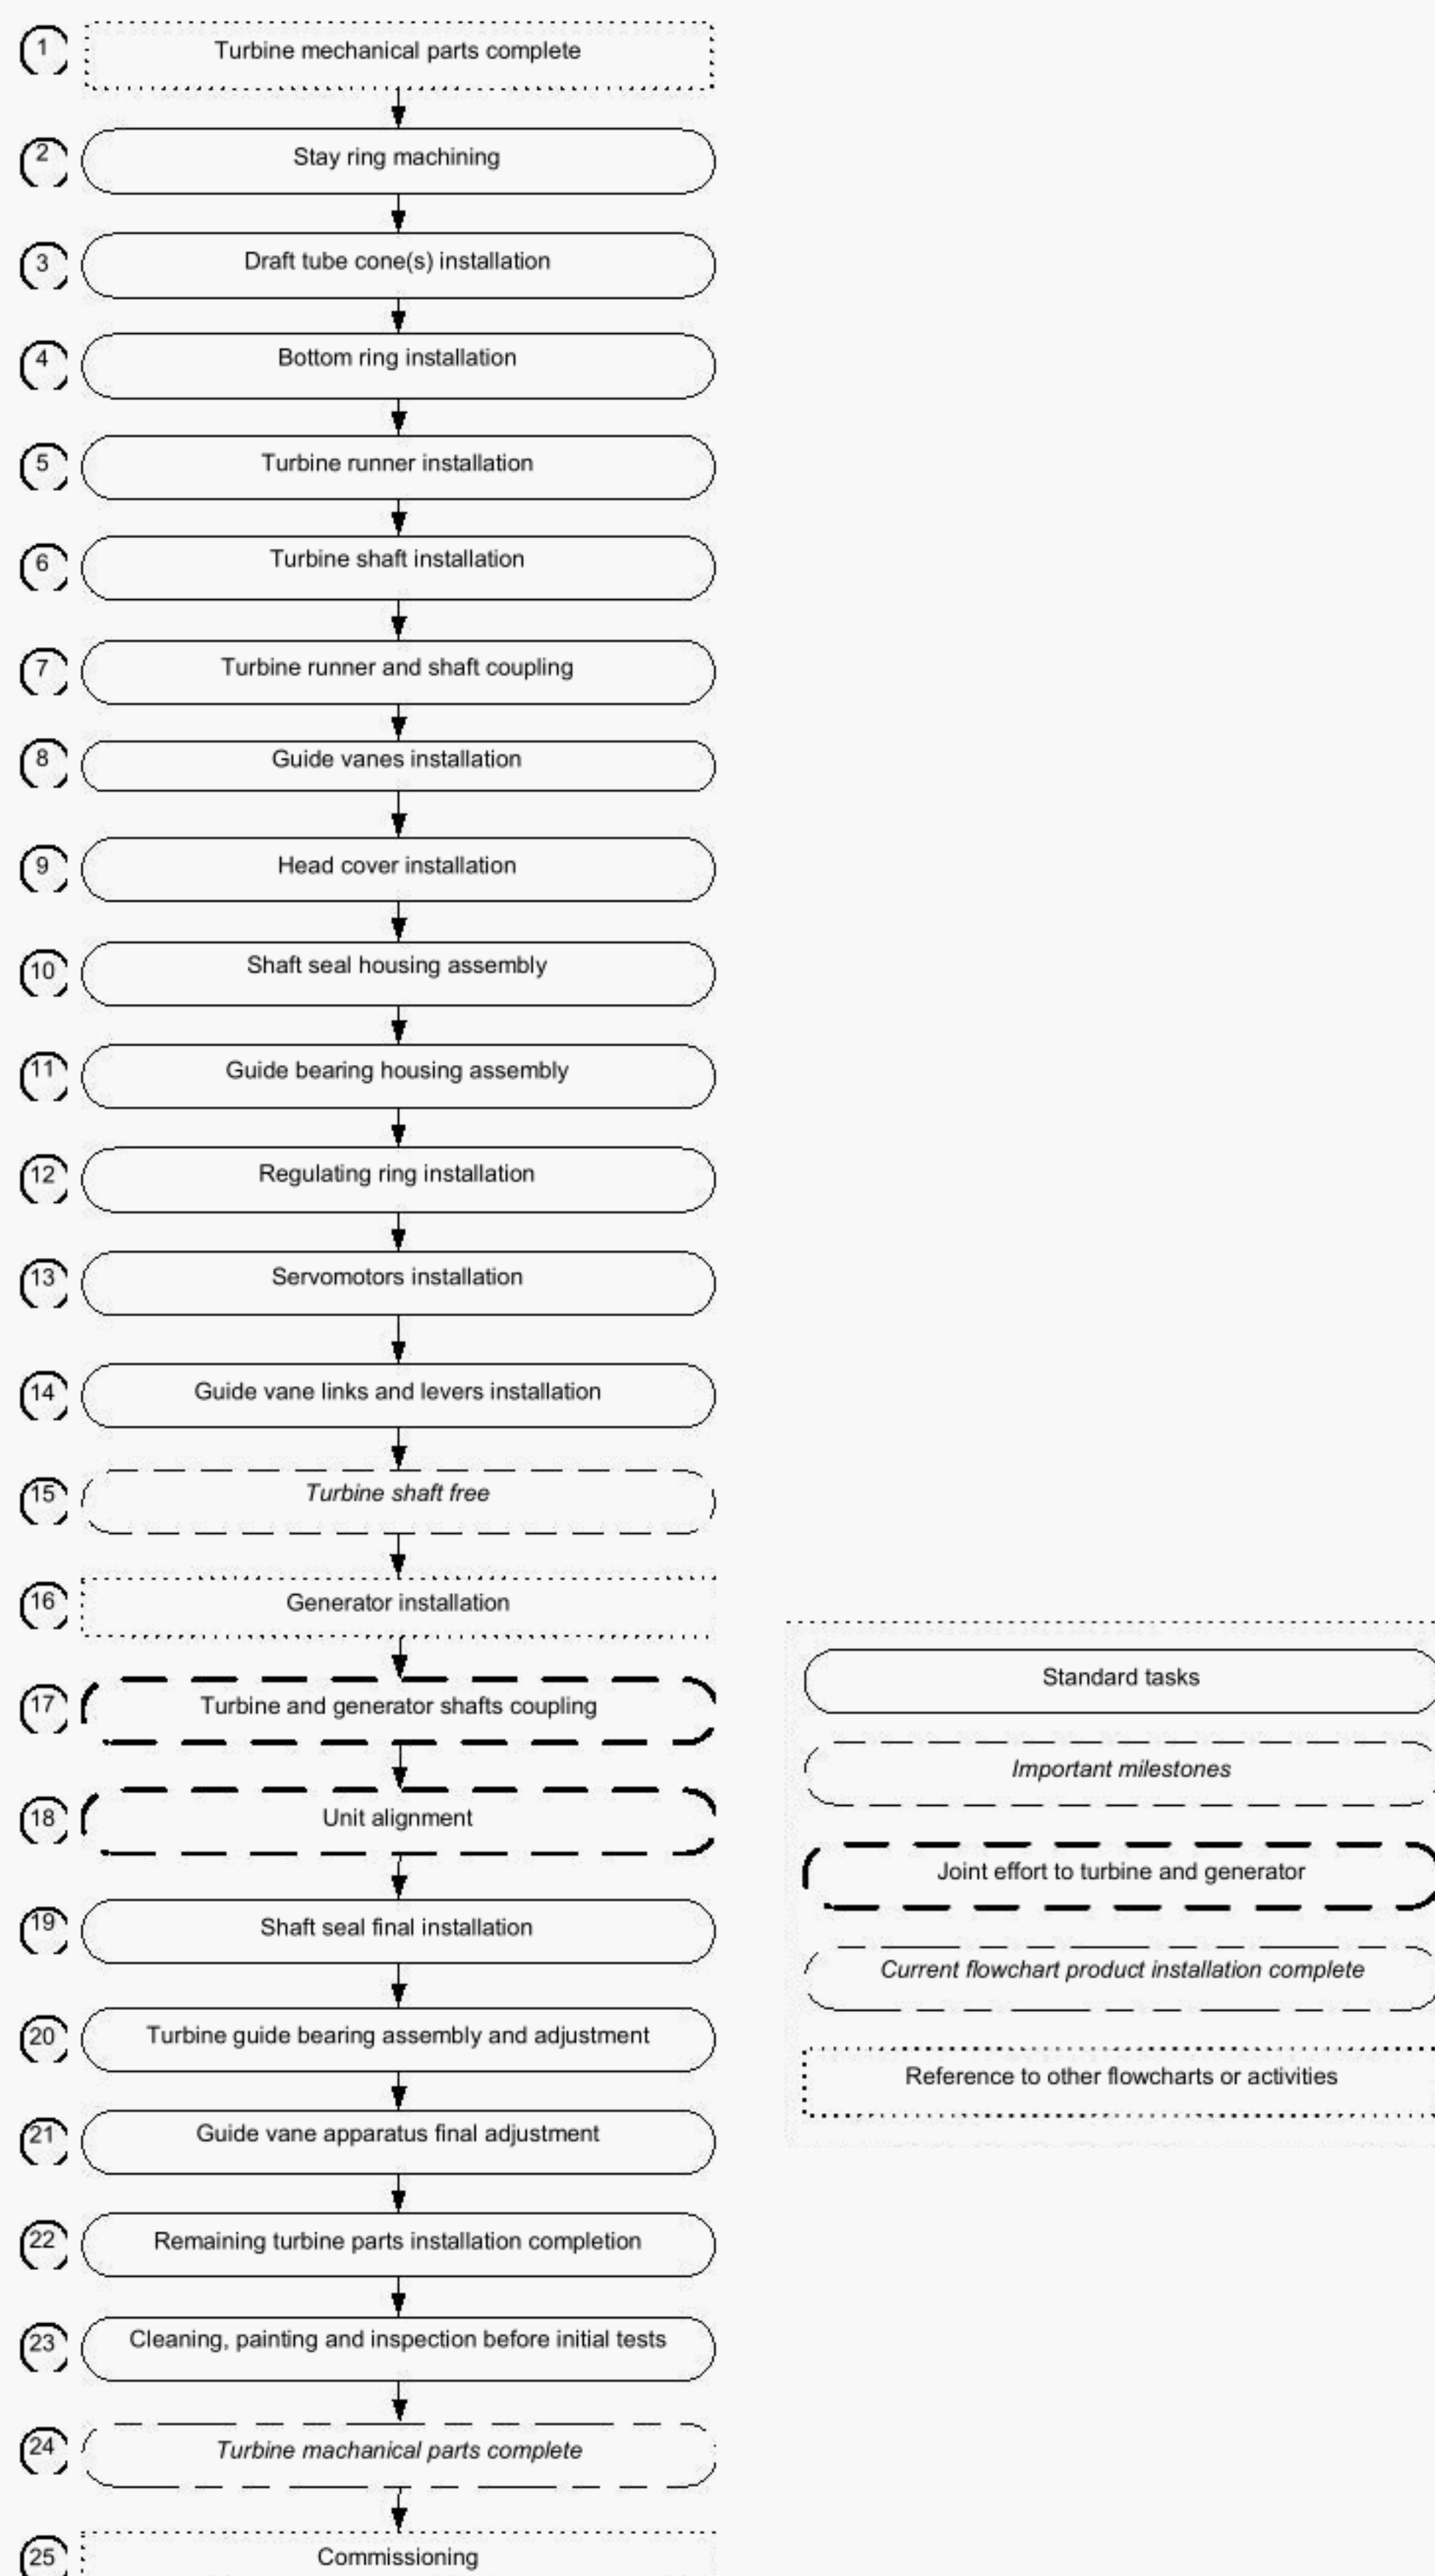 1 Turbine mechanical parts complete
2 Stay ring machining
3 Draft tube cone(s) installation
4 Bottom ring installation
5 Turbine runner installation
6 Turbine shaft installation
7 Turbine runner and shaft coupling
8 Guide vanes installation
9 Head cover installation
10 Shaft seal housing assembly
11 Guide bearing housing assembly
12 Regulating ring installation
13 Servomotors installation
14 Guide vane links and levers installation
15 Turbine shaft free
16 Generator installation
17 Turbine and generator shafts coupling
18 Unit alignment
19 Shaft seal final installation
20 Turbine guide bearing assembly and adjustment
21 Guide vane apparatus final adjustment
22 Remaining turbine parts installation completion
23 Cleaning, painting and inspection before initial tests
24 Turbine machanical parts complete
25 Commissioning
Standard tasks
Important milestones
Joint effort to turbine and generator
Current flowchart product installation complete
Reference to other flowcharts or activities